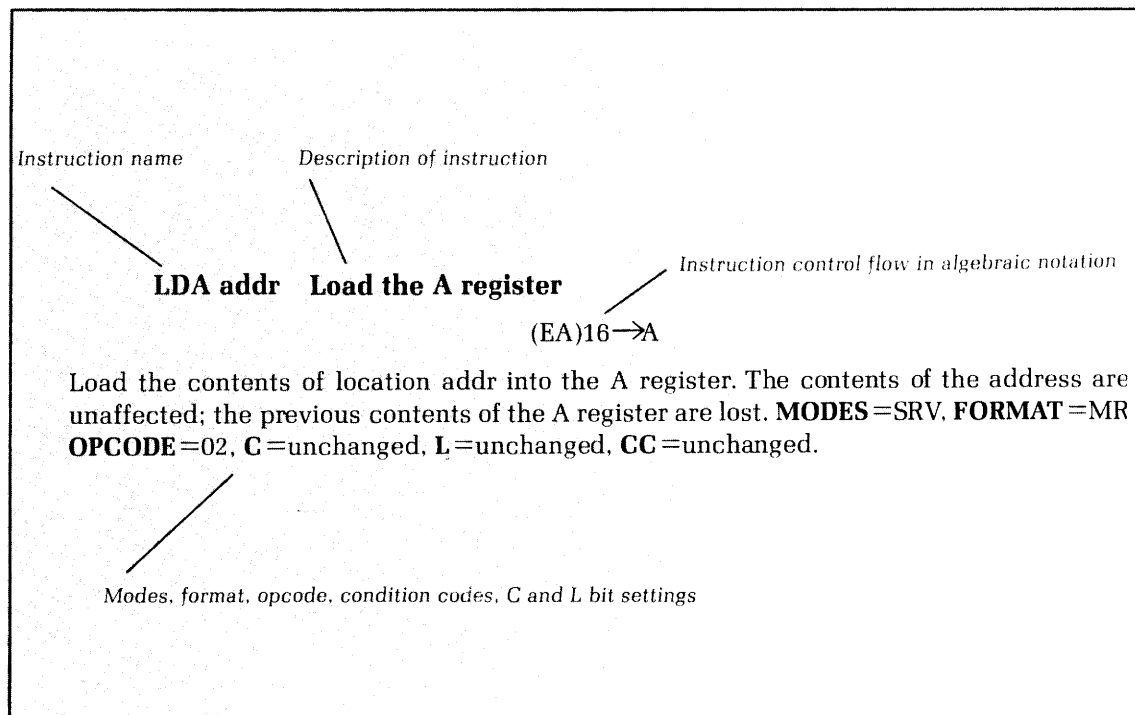 Instruction name Description of instruction
Instruction control flow in algebraic notation
LDA addr Load the A register
(EA)16→A
Load the contents of location addr into the A register. The contents of the address are
unaffected; the previous contents of the A register are lost. MODES=SRV, FORMAT=MR
OPCODE=02, C=unchanged, L=unchanged, CC=unchanged.
Modes, format, opcode, condition codes, C and L bit settings